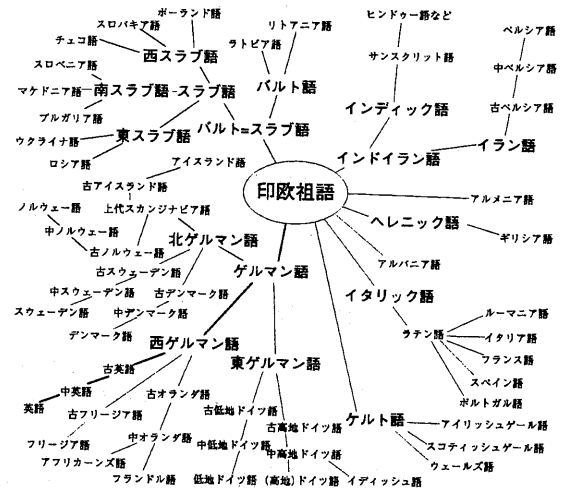 ポーランド語
スロバキア語
チェコ語
西スラブ語
リトアニア語
ラトビア語
バルト語
ヒンドゥー語など
サンスクリット語
インディック語
ペルシア語
中ペルシア語
古ペルシア語
イラン語
スロベニア語
マケドニア語
南スラブ語
スラブ語
ブルガリア語
ウクライナ語
東スラブ語
ロシア語
バルト=スラブ語
インドイラン語
印欧祖語
アイスランド語
古アイスランド語
ノルウェー語
上代スカンジナビア語
中ノルウェー語
古ノルウェー語
北ゲルマン語
アルメニア語
ヘレニック語
ギリシア語
アルバニア語
ゲルマン語
古スウェーデン語
中スウェーデン語
スウェーデン語
古デンマーク語
中デンマーク語
デンマーク語
イタリック語
ラテン語
ルーマニア語
イタリア語
フランス語
スペイン語
ポルトガル語
西ゲルマン語
東ゲルマン語
古英語
中英語
英語
古フリージア語
フリージア語
古オランダ語
中オランダ語
アフリカーンズ語
フランドル語
古低地ドイツ語
中低地ドイツ語
低地ドイツ語
古高地ドイツ語
中高地ドイツ語
(高地)ドイツ語
イディッシュ語
ケルト語
アイリッシュゲール語
スコティッシュゲール語
ウェールズ語